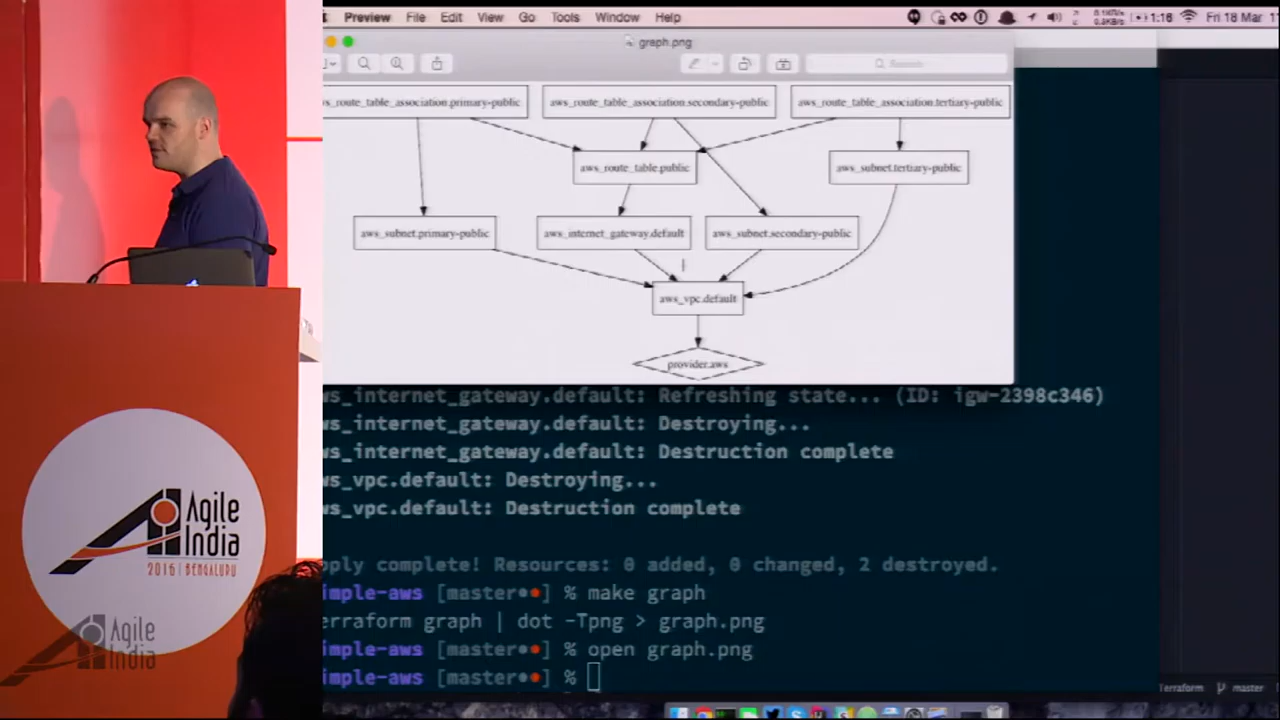 Preview File Edit View Go Tools Window Help
1:16 Fri 18 Mar
graph.png
Search
s_route_table_association.primary-public
aws_route_table_association.secondary-public
aws_route_table_association.tertiary-public
aws_route_table.public
aws_subnet.tertiary-public
aws_subnet.primary-public
aws_internet_gateway.default
aws_subnet.secondary-public
aws_vpc.default
provider.aws
ws_internet_gateway.default: Refreshing state... (ID: igw-2398c346)
ws_internet_gateway.default: Destroying...
ws_internet_gateway.default: Destruction complete
ws_vpc.default: Destroying...
ws_vpc.default: Destruction complete
pply complete! Resources: 0 added, 0 changed, 2 destroyed.
imple-aws [master••] % make graph
erraform graph | dot -Tpng > graph.png
imple-aws [master••] % open graph.png
imple-aws [master••] %
Terraform master
Agile
India
2016 | BENGALURU
Agile
India